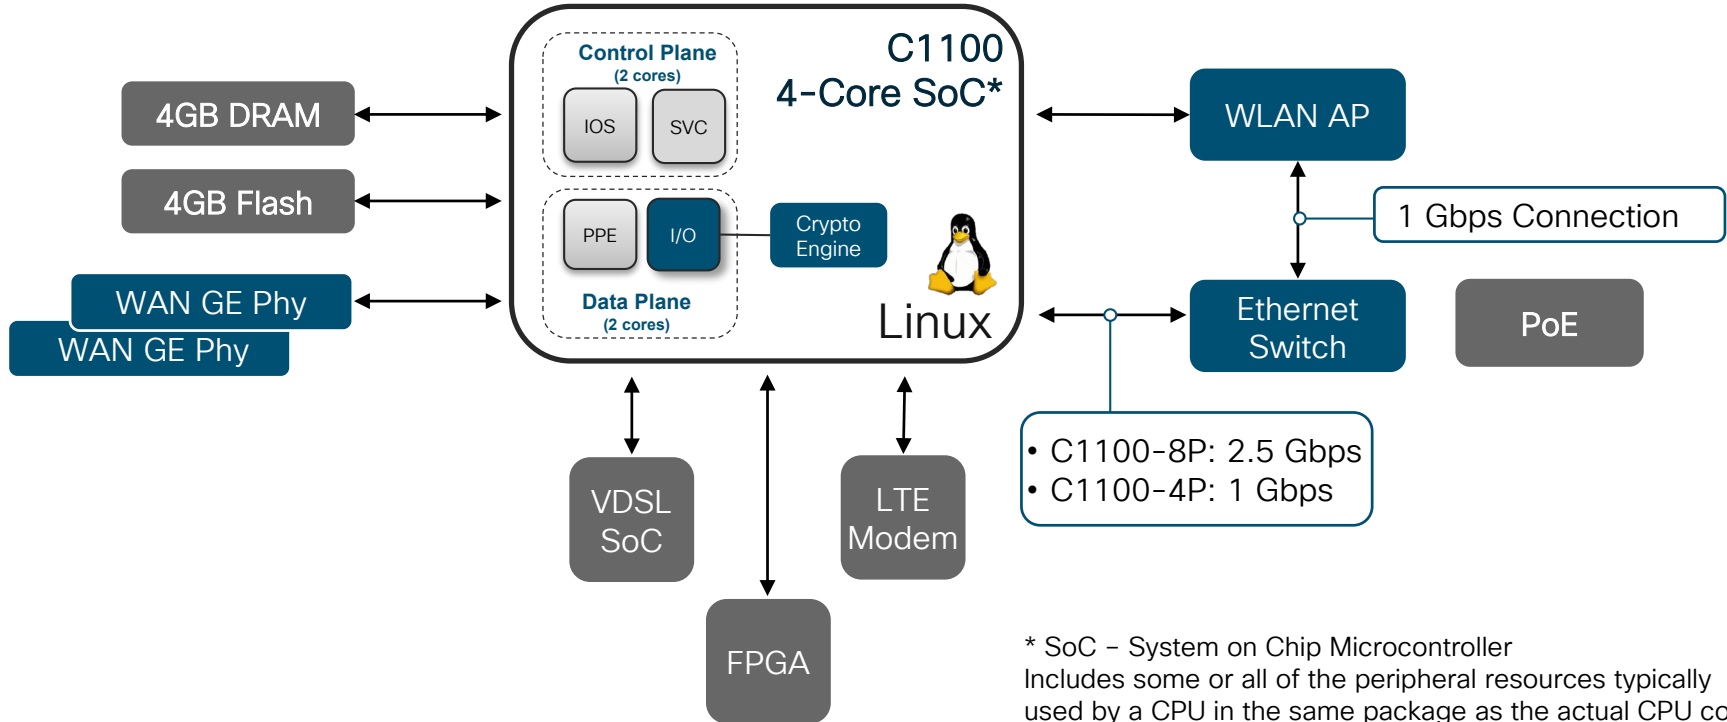 Control Plane
(2 cores)
IOS
SVC
C1100
4-Core SoC*
4GB DRAM
4GB Flash
WAN GE Phy
WAN GE Phy
PPE
I/O
Crypto
Engine
Data Plane
(2 cores)
Linux
WLAN AP
1 Gbps Connection
Ethernet
Switch
PoE
• C1100-8P: 2.5 Gbps
• C1100-4P: 1 Gbps
VDSL
SoC
LTE
Modem
FPGA
* SoC – System on Chip Microcontroller
Includes some or all of the peripheral resources typically
used by a CPU in the same package as the actual CPU